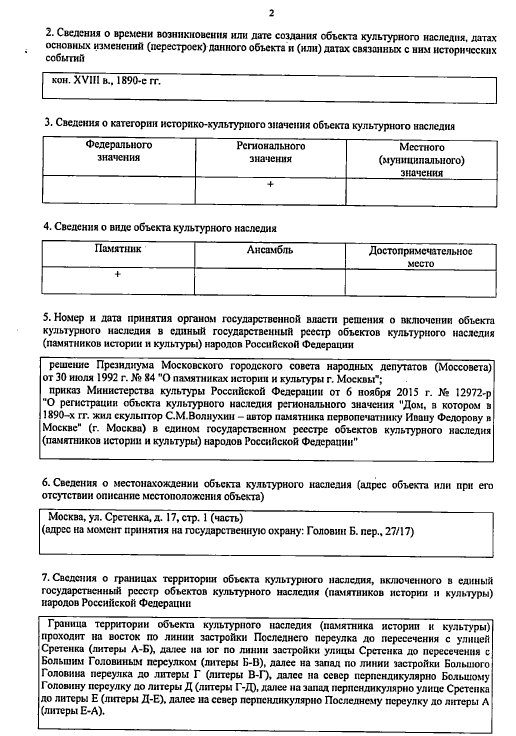 2
2. Сведения о времени возникновения или дате создания объекта культурного наследия, датах
основных изменений (перестроек) данного объекта и (или) датах связанных с ним исторических
событий
кон. XVIII в., 1890-е гг.
3. Сведения о категории историко-культурного значения объекта культурного наследия
Федерального
значения
Регионального
значения
Местного
(муниципального)
значения
+
4. Сведения о виде объекта культурного наследия
Памятник
Ансамбль
Достопримечательное
место
+
5. Номер и дата принятия органом государственной власти решения о включении объекта
культурного наследия в единый государственный реестр объектов культурного наследия
(памятников истории и культуры) народов Российской Федерации
решение Президиума Московского городского совета народных депутатов (Моссовета)
от 30 июля 1992 г. № 84 "О памятниках истории и культуры г. Москвы";
приказ Министерства культуры Российской Федерации от 6 ноября 2015 г. № 12972-р
"О регистрации объекта культурного наследия регионального значения "Дом, в котором в
1890–х гг. жил скульптор С.М.Волнухин – автор памятника первопечатнику Ивану Федорову в
Москве" (г. Москва) в едином государственном реестре объектов культурного наследия
(памятников истории и культуры) народов Российской Федерации"
6. Сведения о местонахождении объекта культурного наследия (адрес объекта или при его
отсутствии описание местоположения объекта)
Москва, ул. Сретенка, д. 17, стр. 1 (часть)
(адрес на момент принятия на государственную охрану: Головин Б. пер., 27/17)
7. Сведения о границах территории объекта культурного наследия, включенного в единый
государственный реестр объектов культурного наследия (памятников истории и культуры)
народов Российской Федерации
Граница территории объекта культурного наследия (памятника истории и культуры)
проходит на восток по линии застройки Последнего переулка до пересечения с улицей
Сретенка (литеры А-Б), далее на юг по линии застройки улицы Сретенка до пересечения с
Большим Головиным переулком (литеры Б-В), далее на запад по линии застройки Большого
Головина переулка до литеры Г (литеры В-Г), далее на север перпендикулярно Большому
Головину переулку до литеры Д (литеры Г-Д), далее на запад перпендикулярно улице Сретенка
до литеры Е (литеры Д-Е), далее на север перпендикулярно Последнему переулку до литеры А
(литеры Е-А).